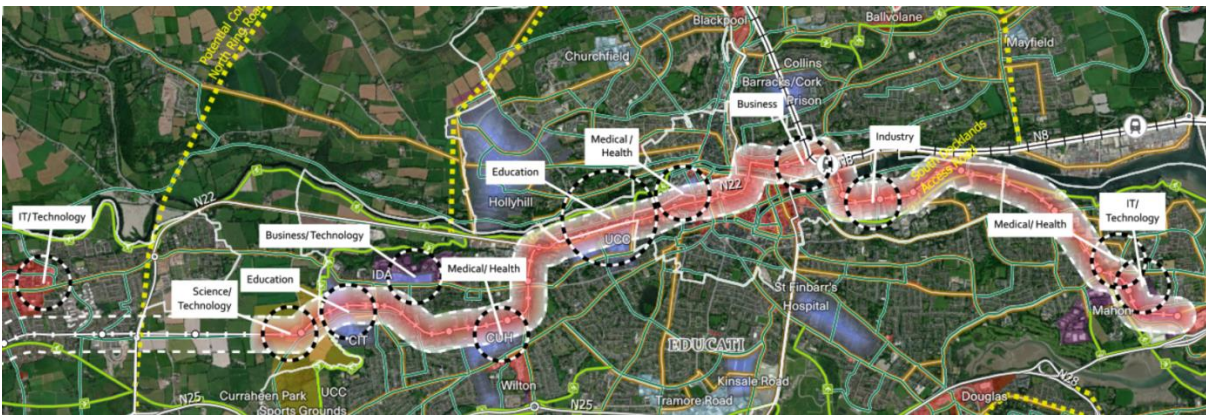 Blackpool
Ballvolane
Potential Cor
North Ring Road
Churchfield
Mayfield
Collins
Barracks/Cork
Prison
Business
Medical /
Health
Industry
N8
South Docklands
Access
Education
N22
Hollyhill
IT/Technology
N22
Business/Technology
UCC
Medical/Health
IT/
Technology
IDA
Medical/ Health
Education
Science/
Technology
St Finbarr's
Hospital
Mahon
CIT
CUH
EDUCATI
Wilton
Kinsale Road
Curraheen Park
UCC
N25
Sports Grounds
N25
Tramore Road
Douglas
N28